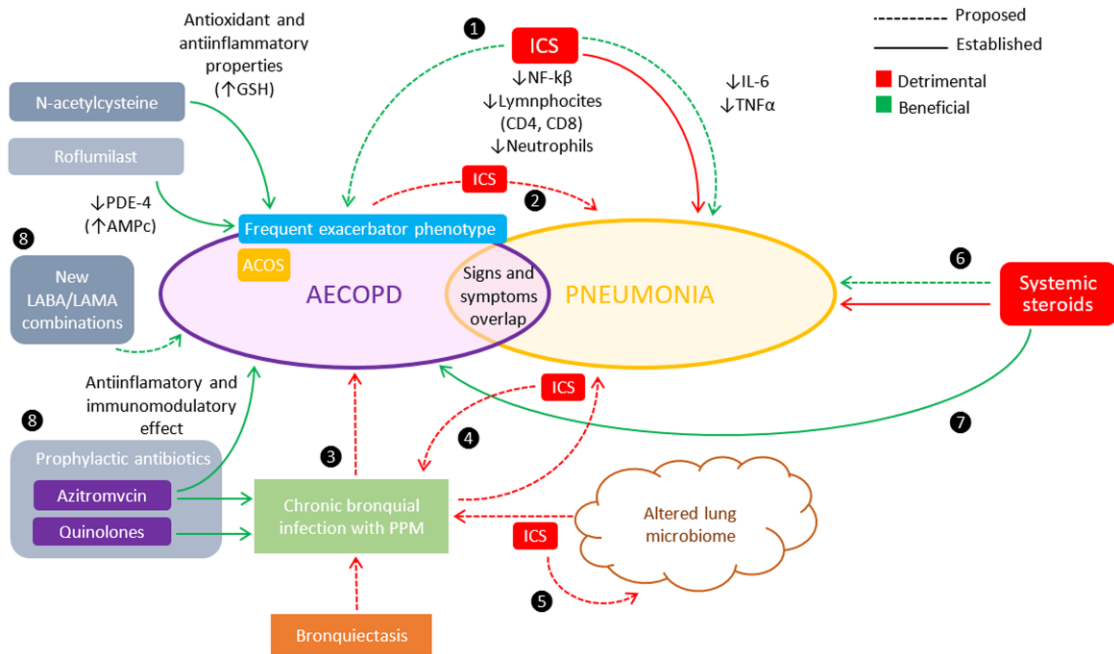 Antioxidant and
antiinflammatory
properties
(↑GSH)
❶
ICS
↓NF-kβ
↓Lymnphocites
(CD4, CD8)
↓Neutrophils
↓IL-6
↓TNFα
Proposed
Established
Detrimental
Beneficial
N-acetylcysteine
Roflumilast
↓PDE-4
(↑AMPc)
ICS
❷
Frequent exacerbator phenotype
ACOS
AECOPD
Signs and
symptoms
overlap
PNEUMONIA
❽
New
LABA/LAMA
combinations
❻
Systemic
steroids
❼
Antiinflamatory and
immunomodulatory
effect
❽
Prophylactic antibiotics
Azitromvcin
Quinolones
❸
ICS
❹
Chronic bronquial
infection with PPM
ICS
❺
Altered lung
microbiome
Bronquiectasis